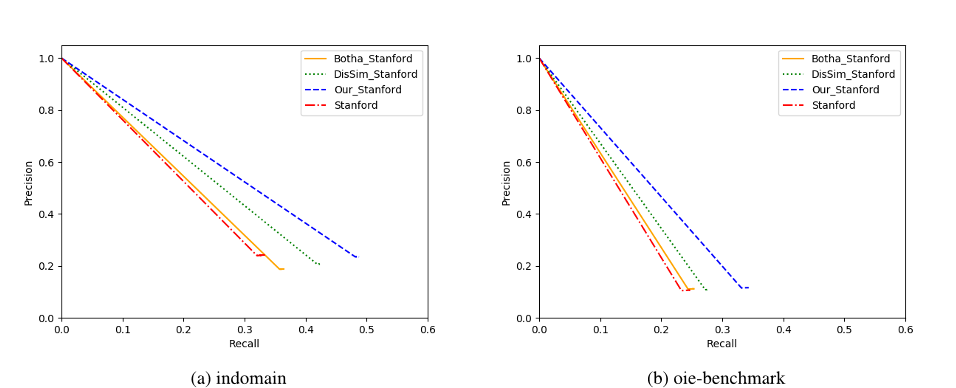 1.0
0.8
0.6
0.4
0.2
0.0
Precision
0.0 0.1 0.2 0.3 0.4 0.5 0.6
Recall
Botha_Stanford
DisSim_Stanford
Our_Stanford
Stanford
(a) indomain
1.0
0.8
0.6
0.4
0.2
0.0
Precision
0.0 0.1 0.2 0.3 0.4 0.5 0.6
Recall
Botha_Stanford
DisSim_Stanford
Our_Stanford
Stanford
(b) oie-benchmark